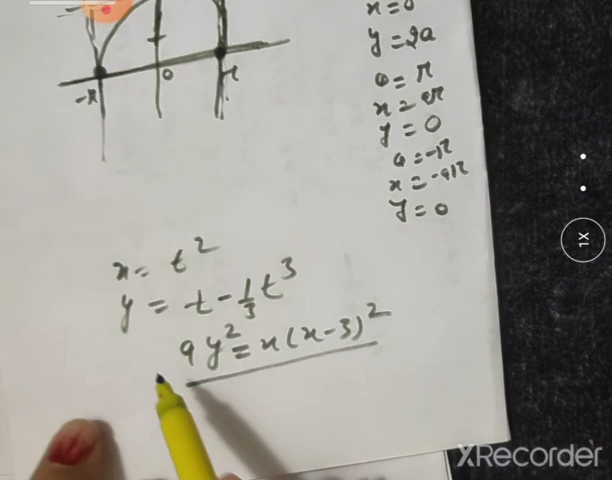 x=0
y=2a
-π
0
π
θ=π
x=aπ
y=0
θ=-π
x=-aπ
y=0
x= t²
y = t - 1/3 t³
9y² = x(x-3)²
1X
XRecorder